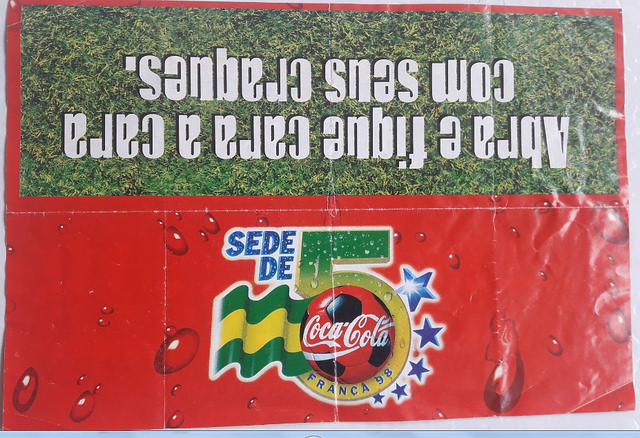 Abra e fique cara a cara
com seus craques.
SEDE
DE
5
Coca-Cola
FRANÇA 98